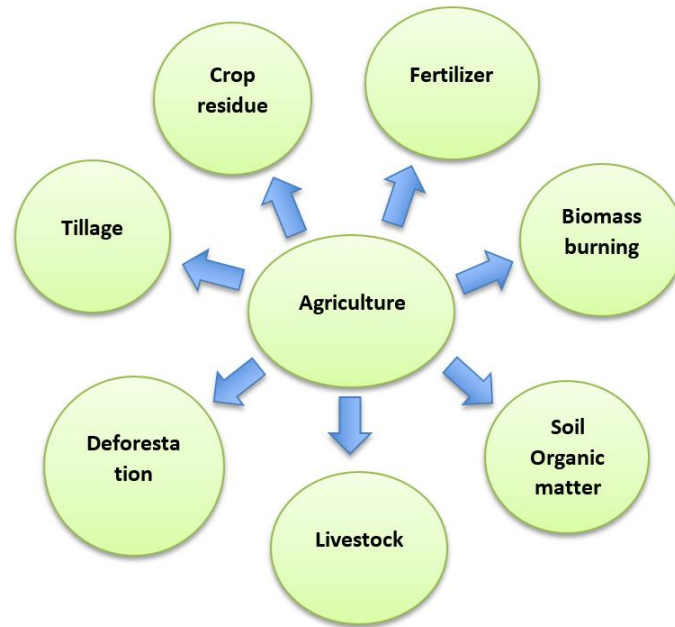 Crop
residue
Fertilizer
Tillage
Biomass
burning
Agriculture
Deforesta
tion
Soil
Organic
matter
Livestock